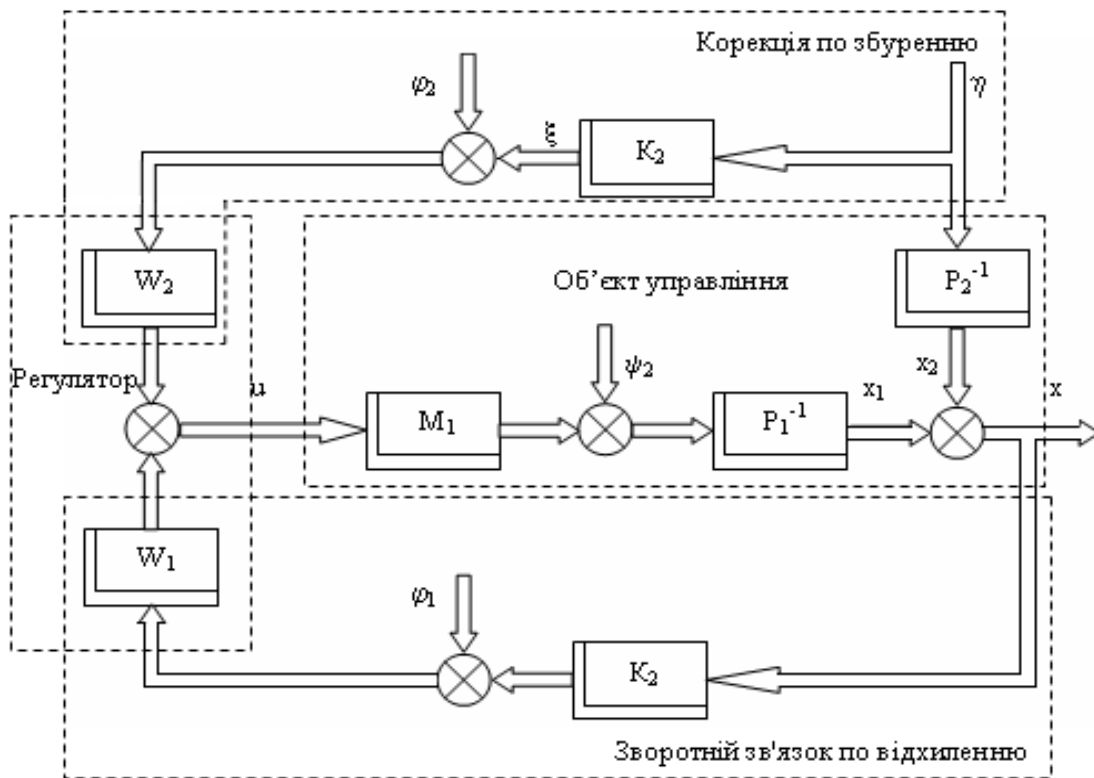 Корекція по збуренню
φ₂
η
ξ
K₂
W₂
Об’єкт управління
P₂⁻¹
Регулятор
u
ψ₂
x₂
x₁
x
M₁
P₁⁻¹
W₁
φ₁
K₂
Зворотній зв'язок по відхиленню